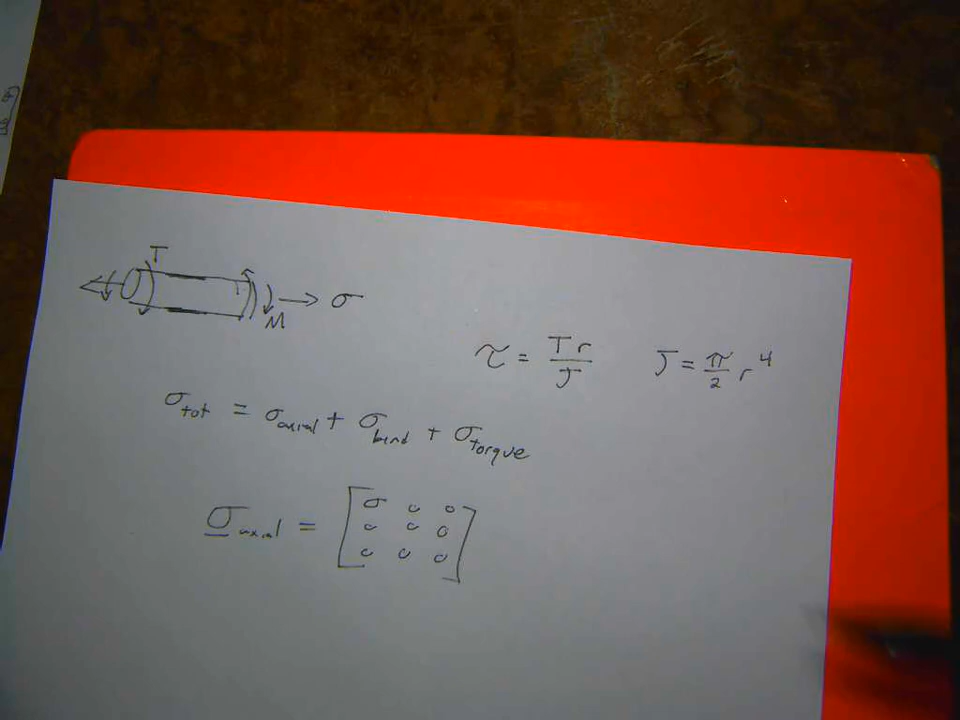 T
M
σ
τ = Tr/J J = π/2 r⁴
σ_tot = σ_axial + σ_bend + σ_torque
σ_axial = [σ 0 0
0 0 0
0 0 0]